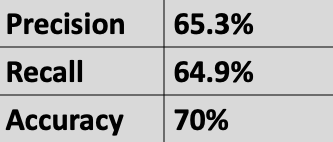 Precision 65.3%
Recall 64.9%
Accuracy 70%